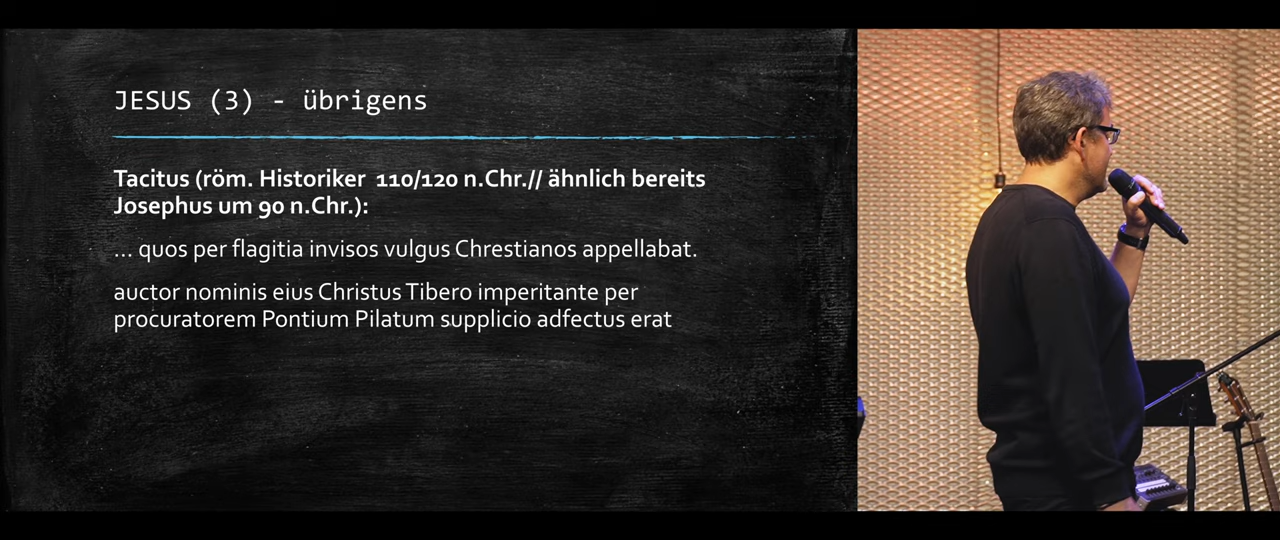 JESUS (3) - übrigens
Tacitus (röm. Historiker 110/120 n.Chr.// ähnlich bereits
Josephus um 90 n.Chr.):
... quos per flagitia invisos vulgus Chrestianos appellabat.
auctor nominis eius Christus Tibero imperitante per
procuratorem Pontium Pilatum supplicio adfectus erat